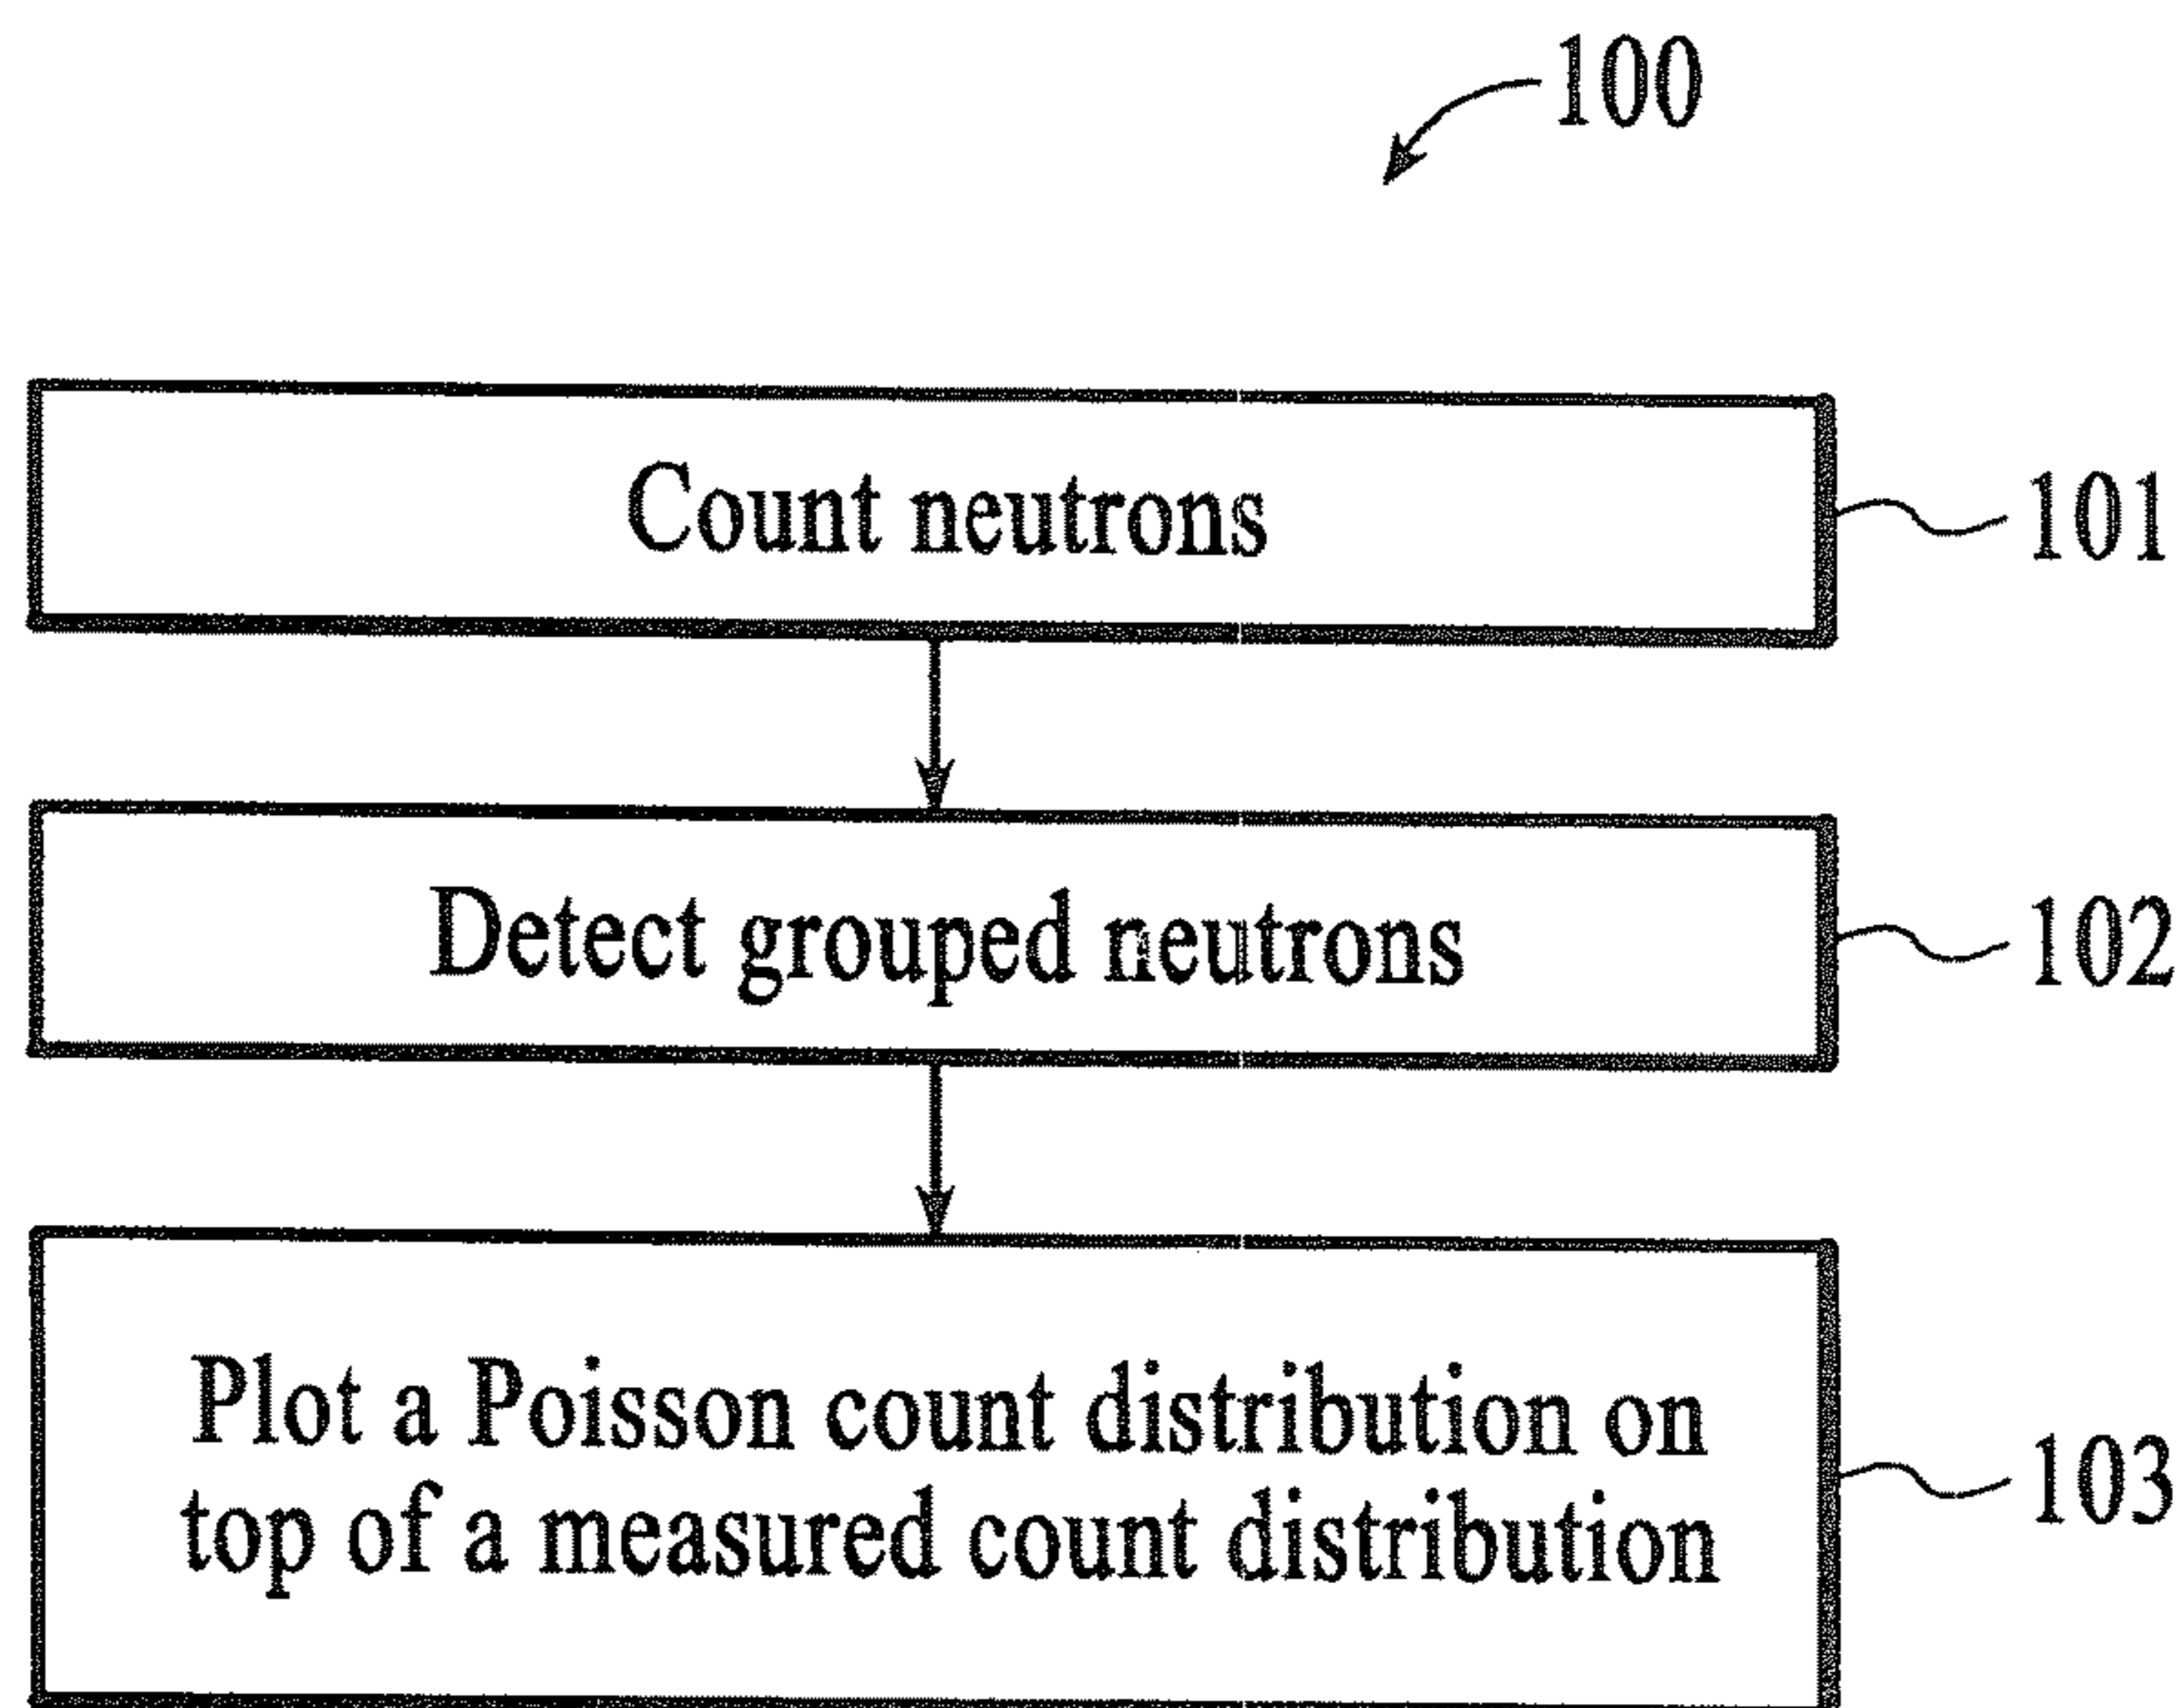 100
Count neutrons
101
Detect grouped neutrons
102
Plot a Poisson count distribution on
top of a measured count distribution
103